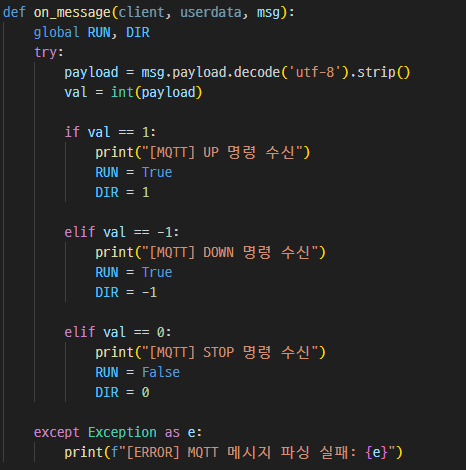 def on_message(client, userdata, msg):
    global RUN, DIR
    try:
        payload = msg.payload.decode('utf-8').strip()
        val = int(payload)

        if val == 1:
            print("[MQTT] UP 명령 수신")
            RUN = True
            DIR = 1

        elif val == -1:
            print("[MQTT] DOWN 명령 수신")
            RUN = True
            DIR = -1

        elif val == 0:
            print("[MQTT] STOP 명령 수신")
            RUN = False
            DIR = 0

    except Exception as e:
        print(f"[ERROR] MQTT 메시지 파싱 실패: {e}")